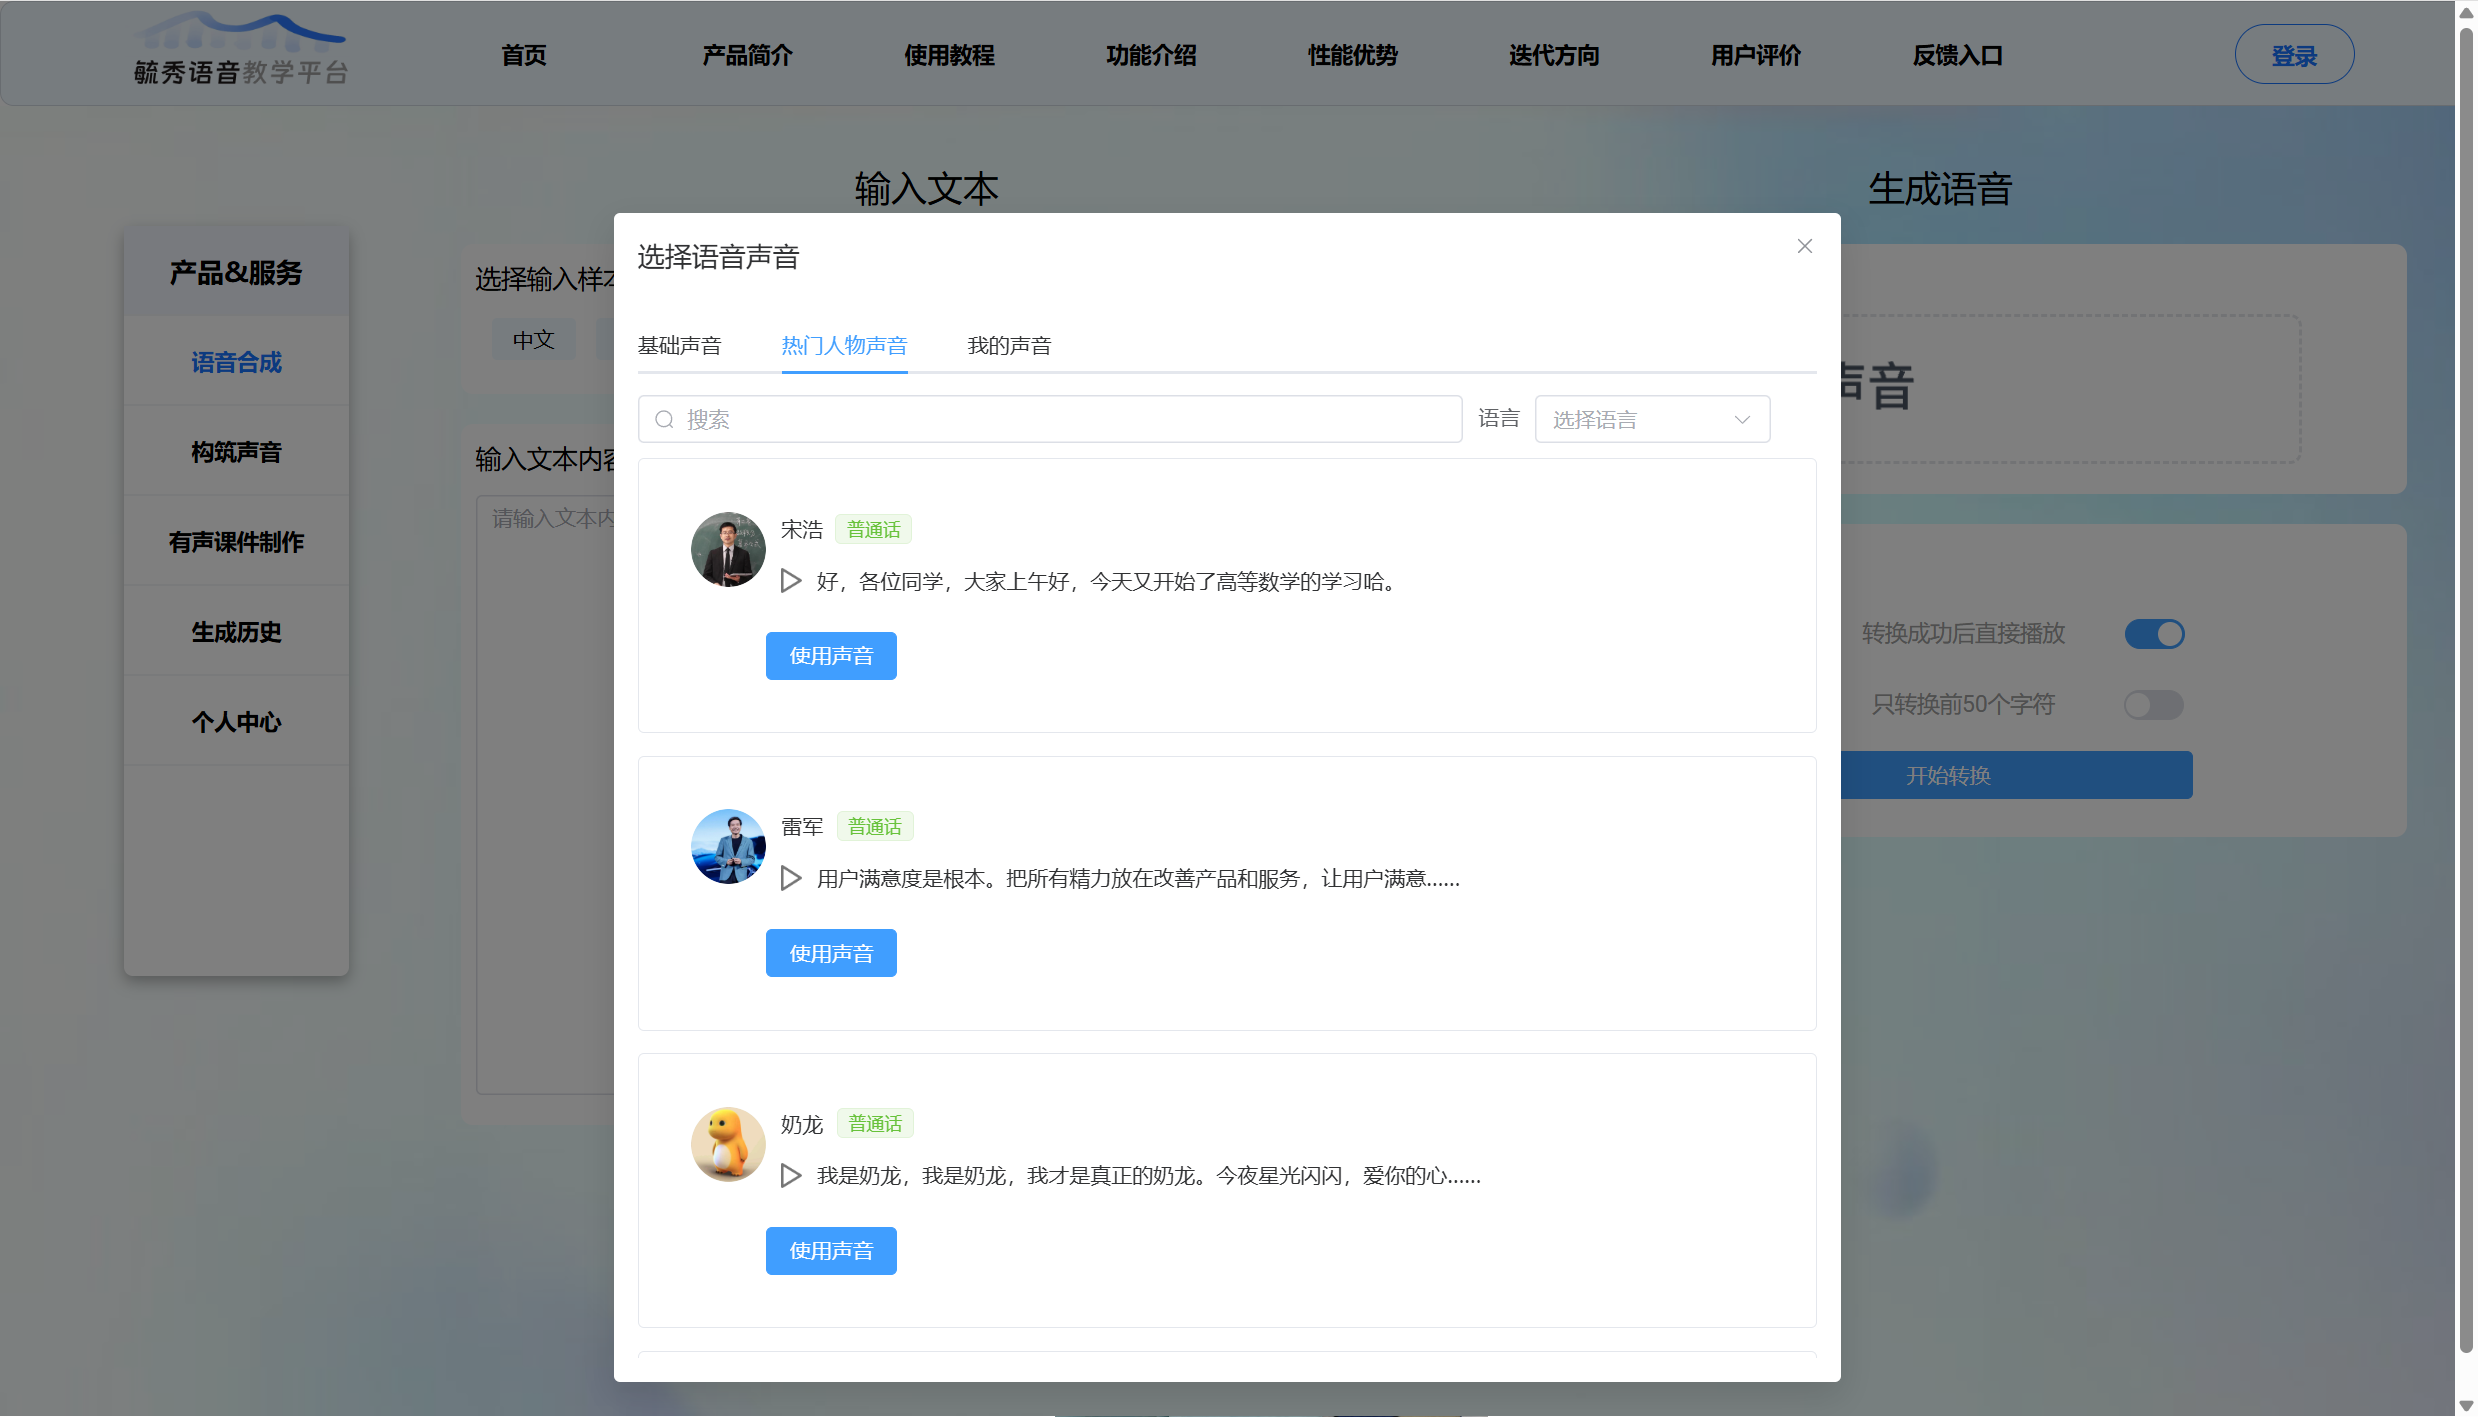 毓秀语音教学平台
首页 产品简介 使用教程 功能介绍 性能优势 迭代方向 用户评价 反馈入口 登录
输入文本 生成语音
产品&服务
语音合成
构筑声音
有声课件制作
生成历史
个人中心
选择输入样本
中文
输入文本内容
请输入文本内
选择语音声音
基础声音 热门人物声音 我的声音
搜索 语言 选择语言
宋浩 普通话
好，各位同学，大家上午好，今天又开始了高等数学的学习哈。
使用声音
雷军 普通话
用户满意度是根本。把所有精力放在改善产品和服务，让用户满意......
使用声音
奶龙 普通话
我是奶龙，我是奶龙，我才是真正的奶龙。今夜星光闪闪，爱你的心......
使用声音
声音
转换成功后直接播放
只转换前50个字符
开始转换